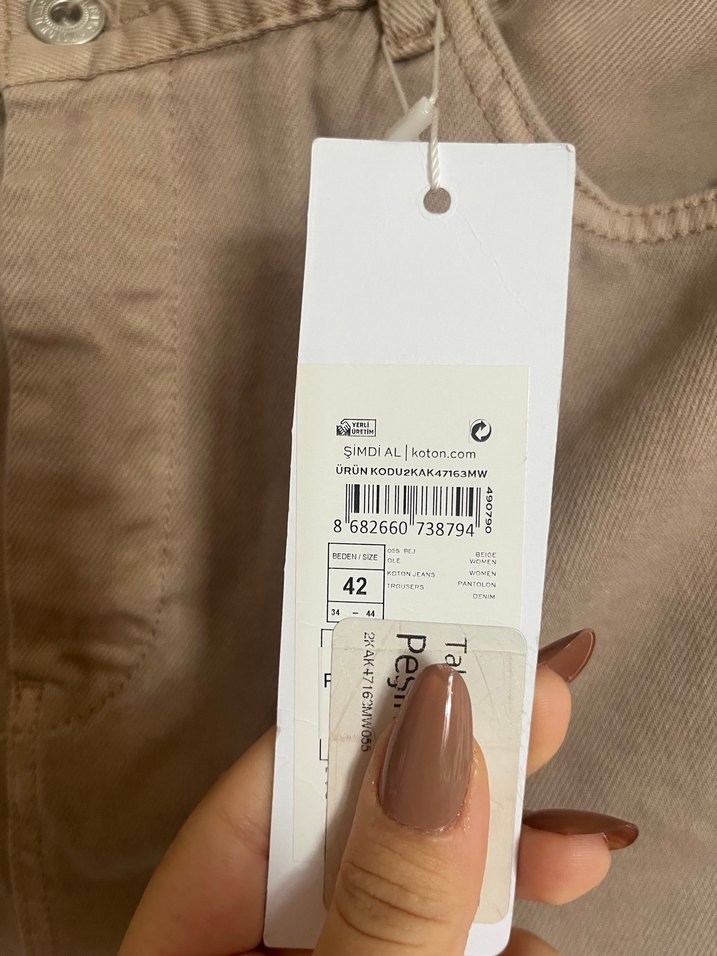 YERLİ
ÜRETİM
ŞİMDİ AL | koton.com
ÜRÜN KODU2KAK47163MW
490790
8 682660 738794
BEDEN / SIZE
42
34 - 44
055 BEJ BEIGE
OLE WOMEN
KOTON JEANS WOMEN
TROUSERS PANTOLON
DENIM
2KAK47163MW055